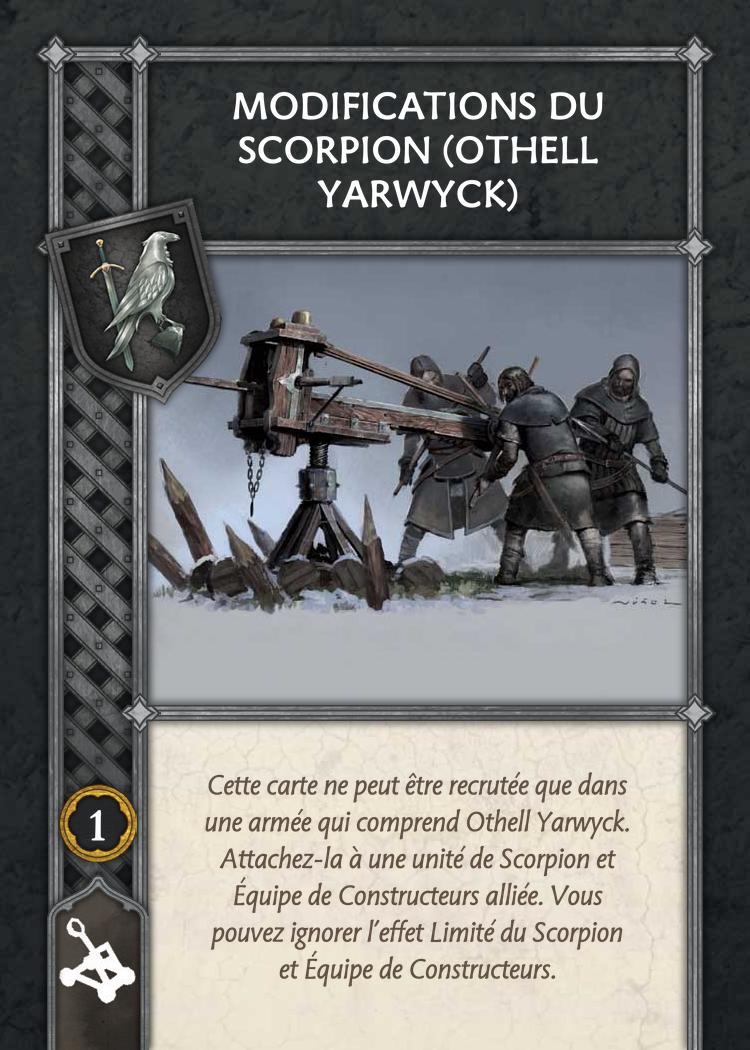 MODIFICATIONS DU
SCORPION (OTHELL
YARWYCK)
1
Cette carte ne peut être recrutée que dans
une armée qui comprend Othell Yarwyck.
Attachez-la à une unité de Scorpion et
Équipe de Constructeurs alliée. Vous
pouvez ignorer l'effet Limité du Scorpion
et Équipe de Constructeurs.